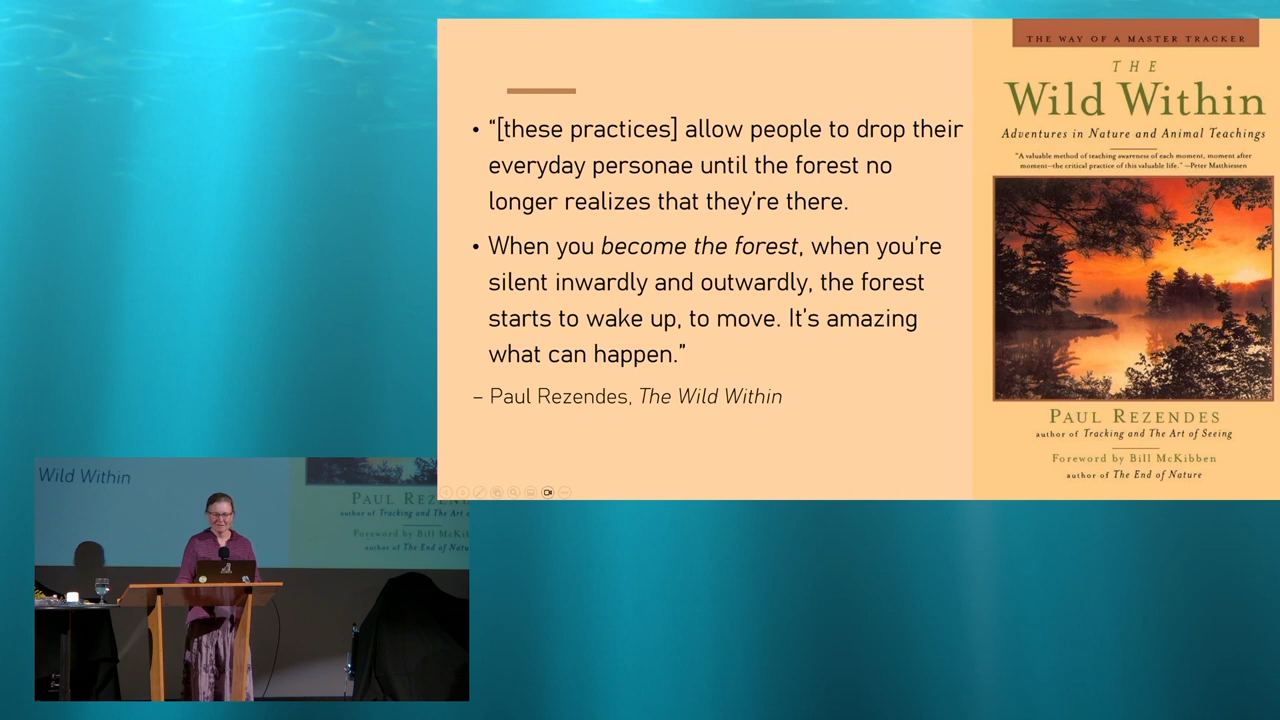 • “[these practices] allow people to drop their
everyday personae until the forest no
longer realizes that they’re there.
• When you become the forest, when you’re
silent inwardly and outwardly, the forest
starts to wake up, to move. It’s amazing
what can happen.”
– Paul Rezendes, The Wild Within
THE WAY OF A MASTER TRACKER
THE
Wild Within
Adventures in Nature and Animal Teachings
“A valuable method of teaching awareness of each moment, moment after
moment—the critical practice of this valuable life.” —Peter Matthiessen
PAUL REZENDES
author of Tracking and The Art of Seeing
Foreword by Bill McKibben
author of The End of Nature
Wild Within
PAUL REZEN
author of Tracking and The Art o
Foreword by Bill McKib
author of The End of Natu